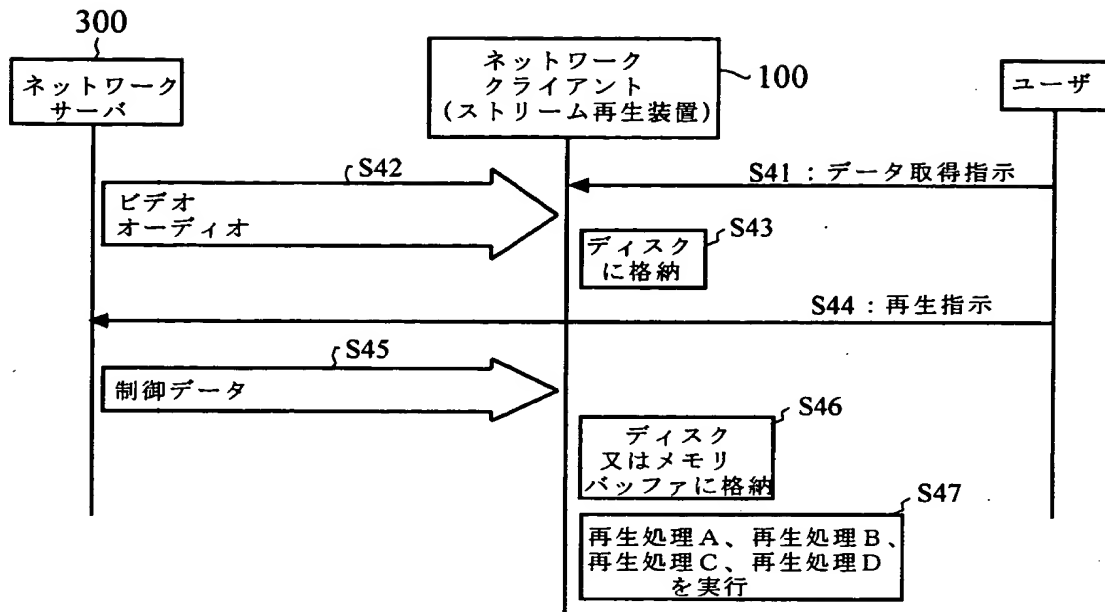 300
ネットワーク
サーバ
ネットワーク
クライアント
(ストリーム再生装置)
100
ユーザ
S42
ビデオ
オーディオ
S41：データ取得指示
S43
ディスク
に格納
S44：再生指示
S45
制御データ
S46
ディスク
又はメモリ
バッファに格納
S47
再生処理A、再生処理B、
再生処理C、再生処理D
を実行